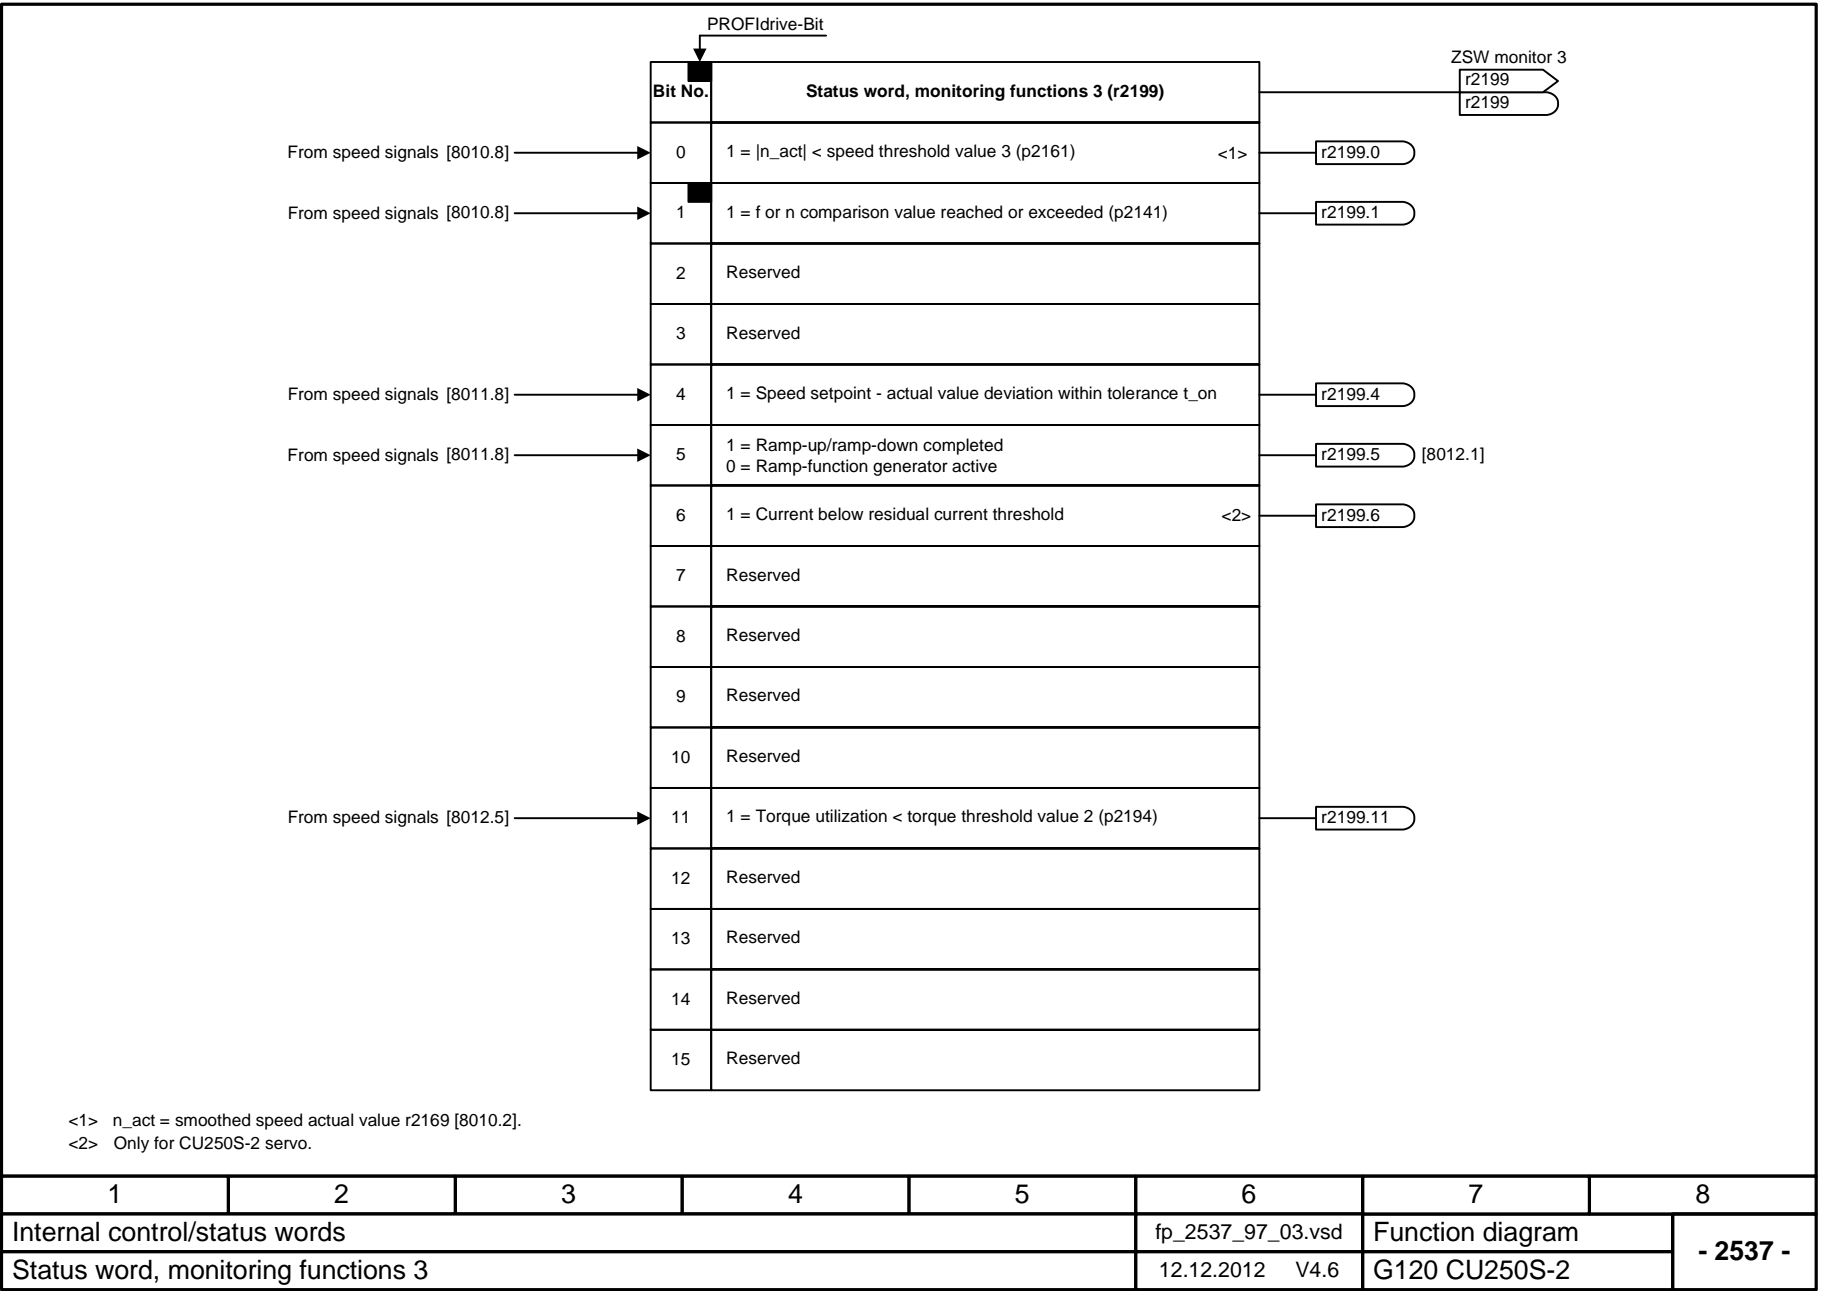 PROFIdrive-Bit
ZSW monitor 3
r2199
r2199
Bit No. Status word, monitoring functions 3 (r2199)
From speed signals [8010.8] 0 1 = |n_act| < speed threshold value 3 (p2161) <1> r2199.0
From speed signals [8010.8] 1 1 = f or n comparison value reached or exceeded (p2141) r2199.1
2 Reserved
3 Reserved
From speed signals [8011.8] 4 1 = Speed setpoint - actual value deviation within tolerance t_on r2199.4
From speed signals [8011.8] 5 1 = Ramp-up/ramp-down completed
0 = Ramp-function generator active r2199.5 [8012.1]
6 1 = Current below residual current threshold <2> r2199.6
7 Reserved
8 Reserved
9 Reserved
10 Reserved
From speed signals [8012.5] 11 1 = Torque utilization < torque threshold value 2 (p2194) r2199.11
12 Reserved
13 Reserved
14 Reserved
15 Reserved
<1> n_act = smoothed speed actual value r2169 [8010.2].
<2> Only for CU250S-2 servo.
1 2 3 4 5 6 7 8
Internal control/status words fp_2537_97_03.vsd Function diagram
- 2537 -
Status word, monitoring functions 3 12.12.2012 V4.6 G120 CU250S-2